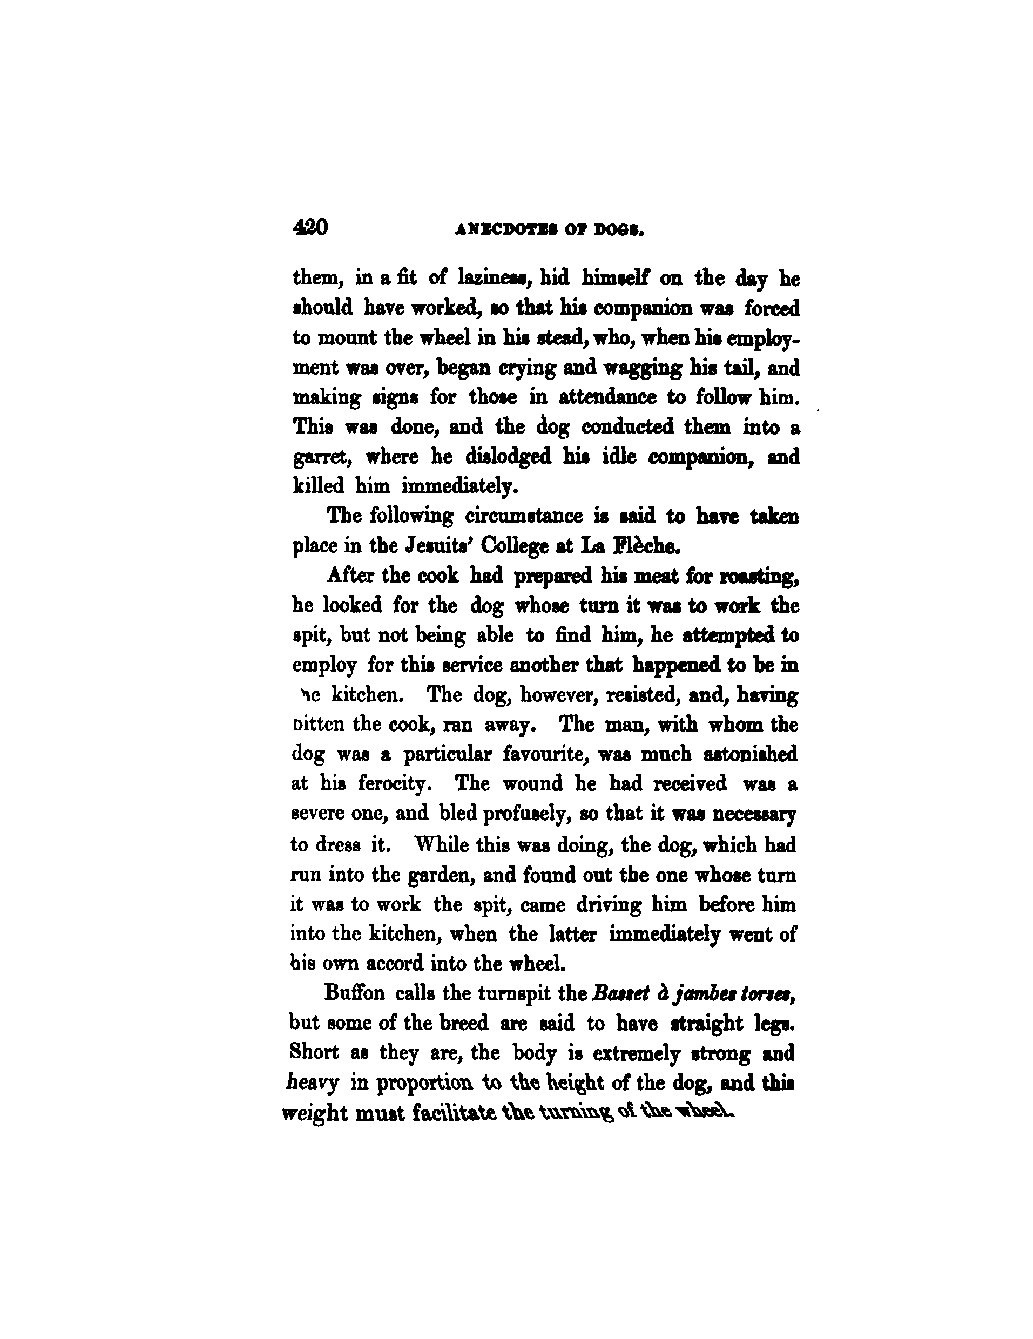 420 ANECDOTES OF DOGS.
them, in a fit of laziness, hid himself on the day he
should have worked, so that his companion was forced
to mount the wheel in his stead, who, when his employ-
ment was over, began crying and wagging his tail, and
making signs for those in attendance to follow him.
This was done, and the dog conducted them into a
garret, where he dislodged his idle companion, and
killed him immediately.
The following circumstance is said to have taken
place in the Jesuits' College at La Flèche.
After the cook had prepared his meat for roasting,
he looked for the dog whose turn it was to work the
spit, but not being able to find him, he attempted to
employ for this service another that happened to be in
he kitchen. The dog, however, resisted, and, having
bitten the cook, ran away. The man, with whom the
dog was a particular favourite, was much astonished
at his ferocity. The wound he had received was a
severe one, and bled profusely, so that it was necessary
to dress it. While this was doing, the dog, which had
run into the garden, and found out the one whose turn
it was to work the spit, came driving him before him
into the kitchen, when the latter immediately went of
his own accord into the wheel.
Buffon calls the turnspit the Basset à jambes torses,
but some of the breed are said to have straight legs.
Short as they are, the body is extremely strong and
heavy in proportion to the height of the dog, and this
weight must facilitate the turning of the wheel.